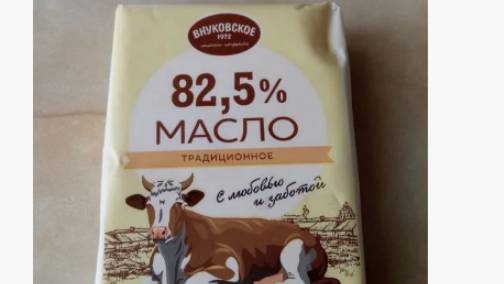 ВНУКОВСКОЕ
1972
82,5%
МАСЛО
ТРАДИЦИОННОЕ
С любовью
и заботой